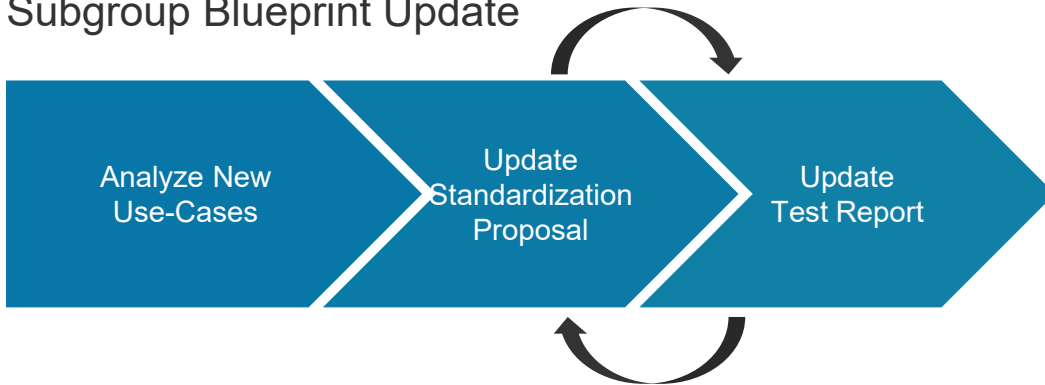 Subgroup Blueprint Update
Analyze New
Use-Cases
Update
Standardization
Proposal
Update
Test Report